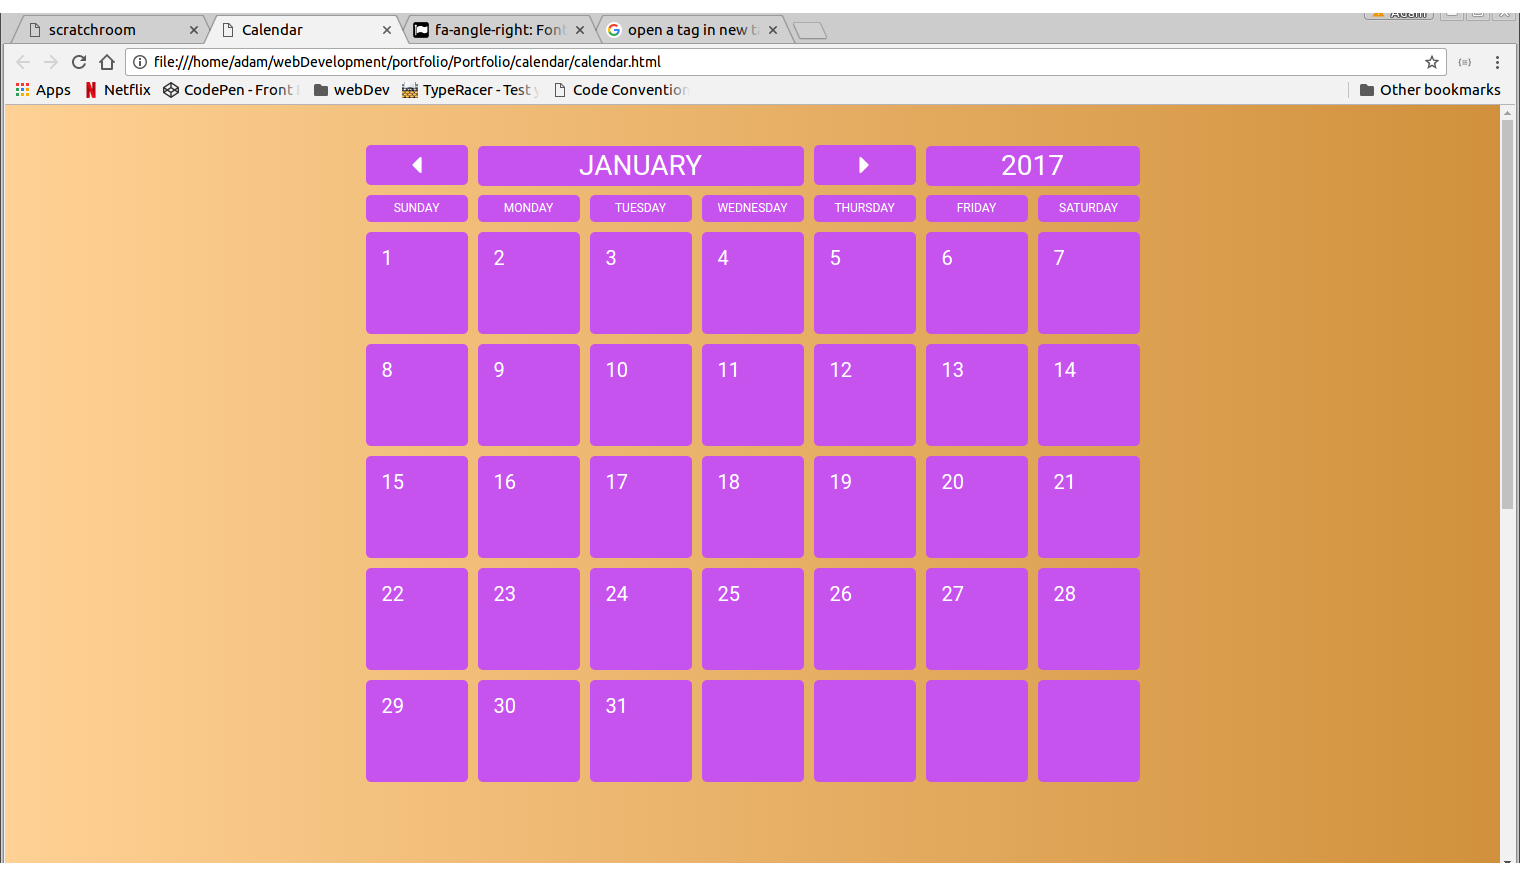 Adam
scratchroom Calendar fa-angle-right: Font open a tag in new t
file:///home/adam/webDevelopment/portfolio/Portfolio/calendar/calendar.html
Apps Netflix CodePen - Front webDev TypeRacer - Test y Code Convention Other bookmarks
JANUARY 2017
SUNDAY MONDAY TUESDAY WEDNESDAY THURSDAY FRIDAY SATURDAY
1 2 3 4 5 6 7
8 9 10 11 12 13 14
15 16 17 18 19 20 21
22 23 24 25 26 27 28
29 30 31